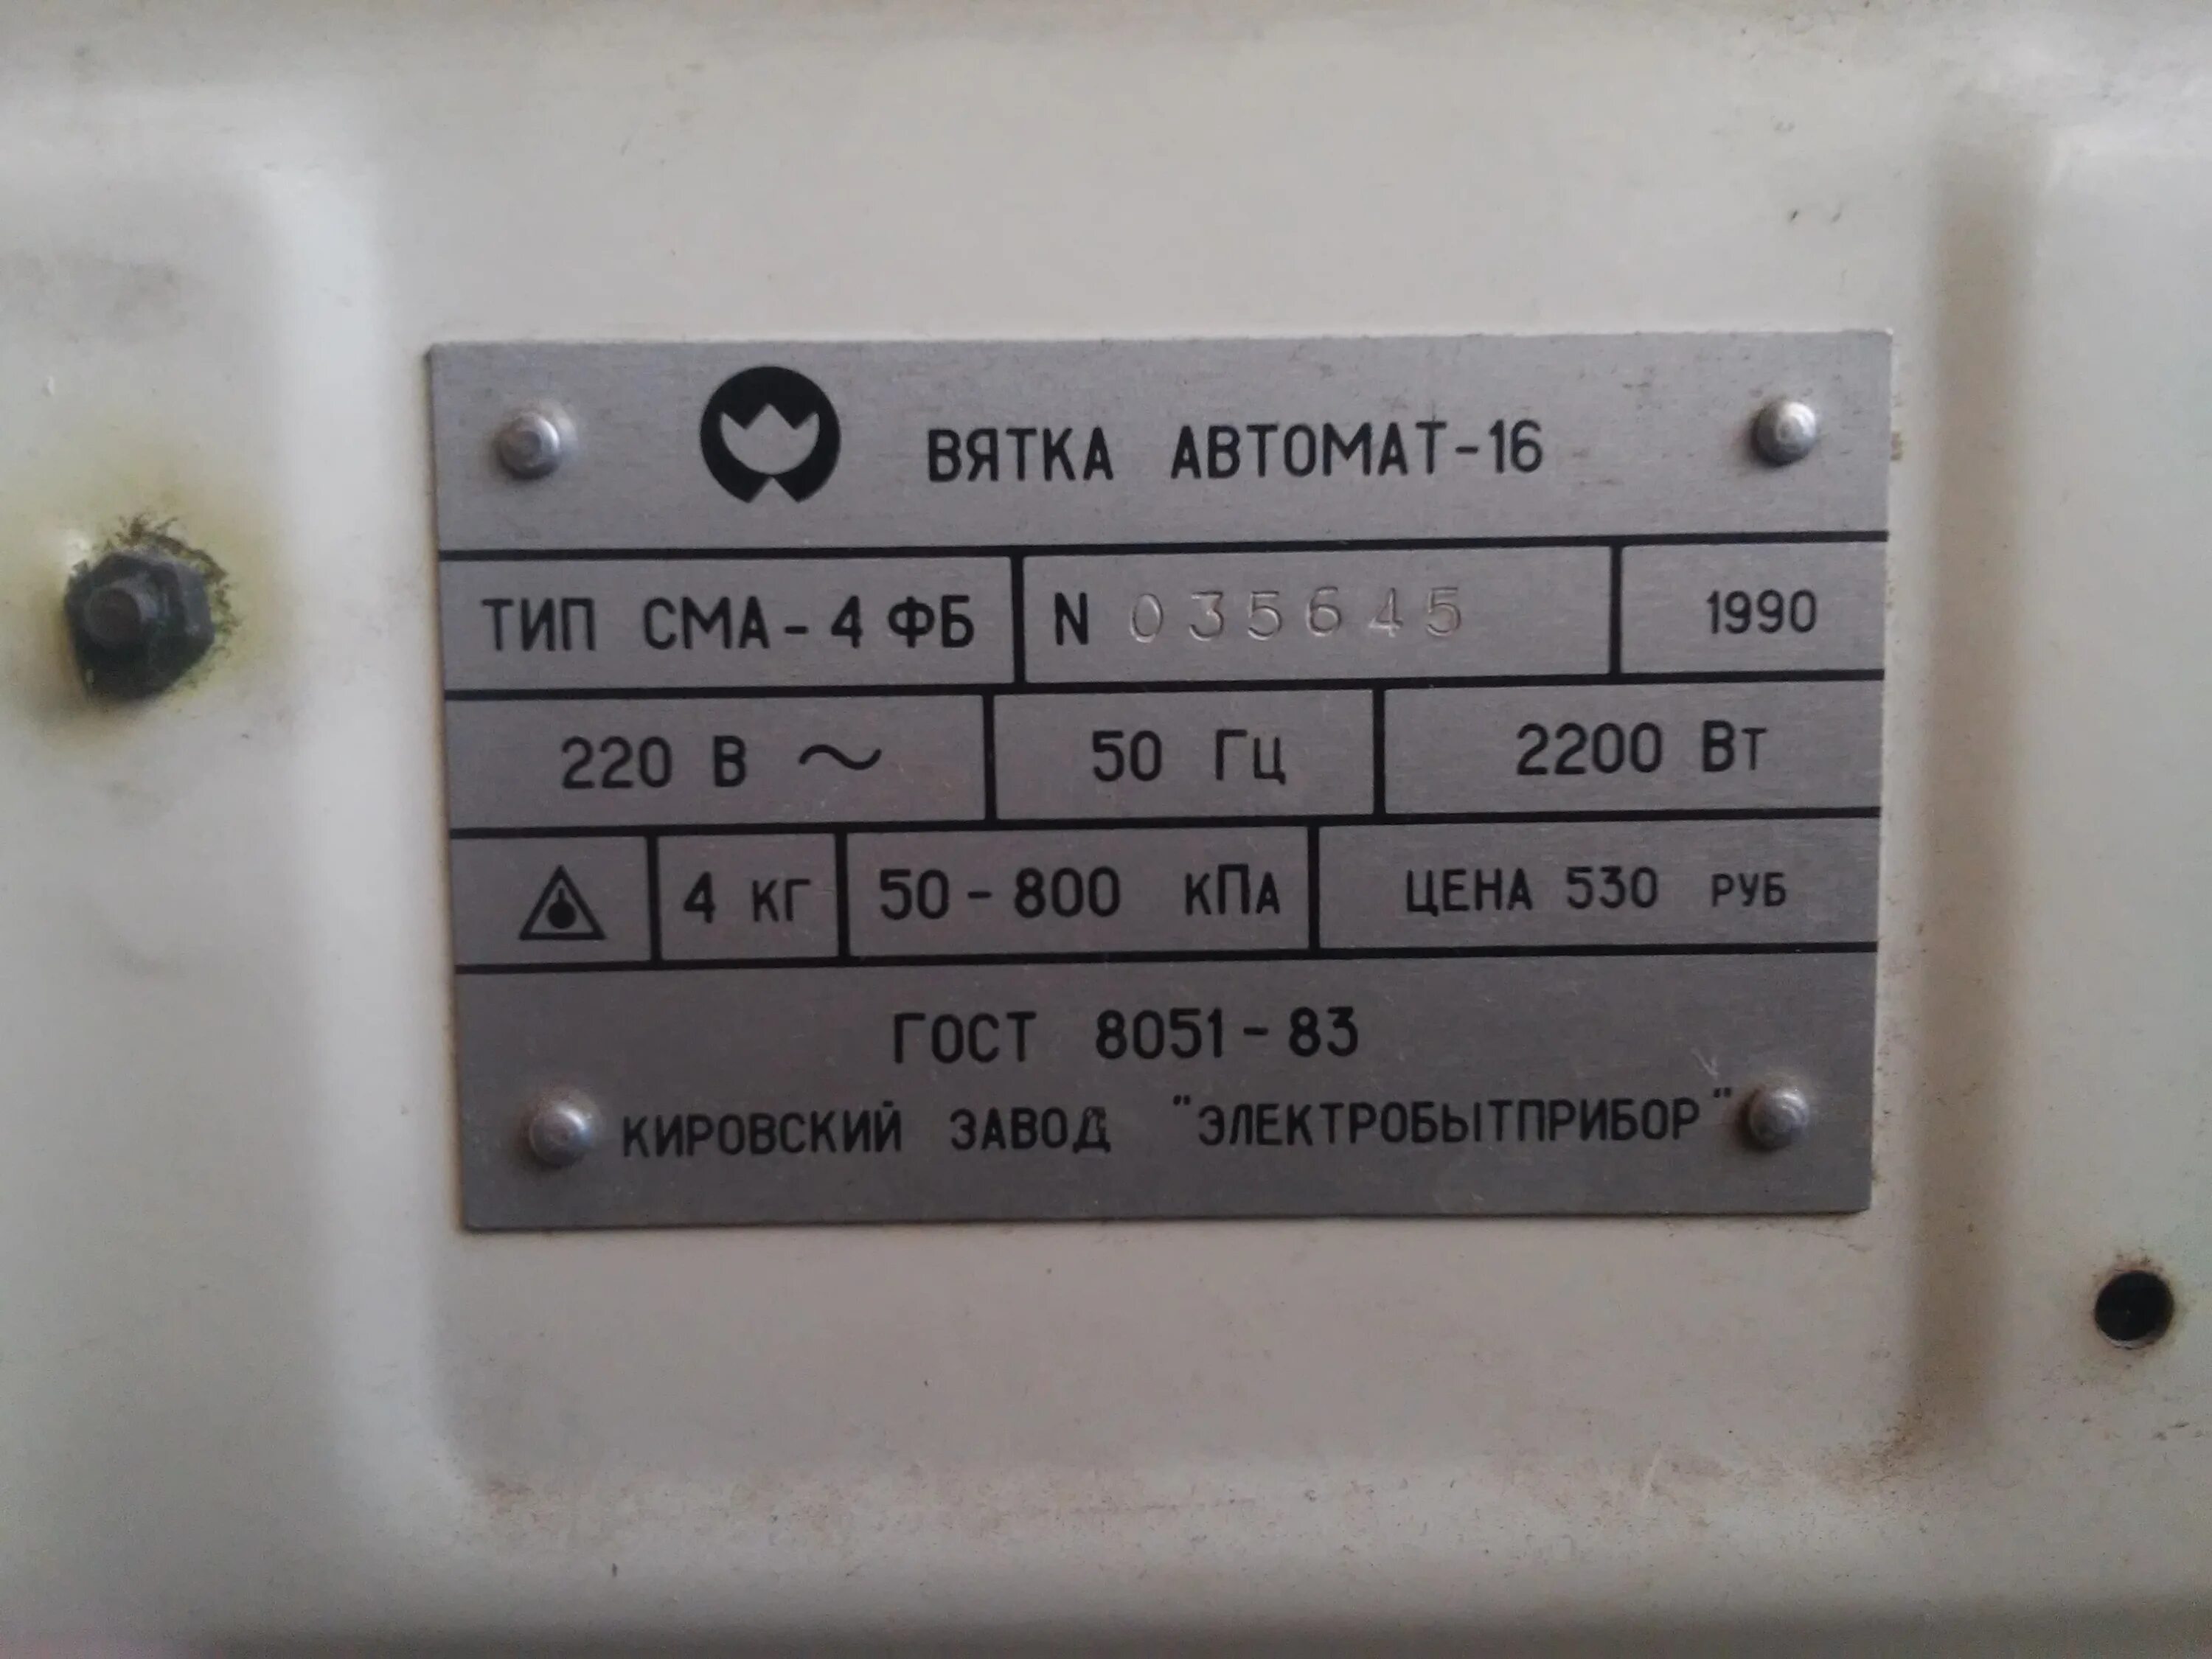 ВЯТКА АВТОМАТ-16
ТИП СМА-4 ФБ N 035645 1990
220 В ~ 50 Гц 2200 Вт
4 кг 50-800 кПа ЦЕНА 530 РУБ
ГОСТ 8051-83
КИРОВСКИЙ ЗАВОД "ЭЛЕКТРОБЫТПРИБОР"